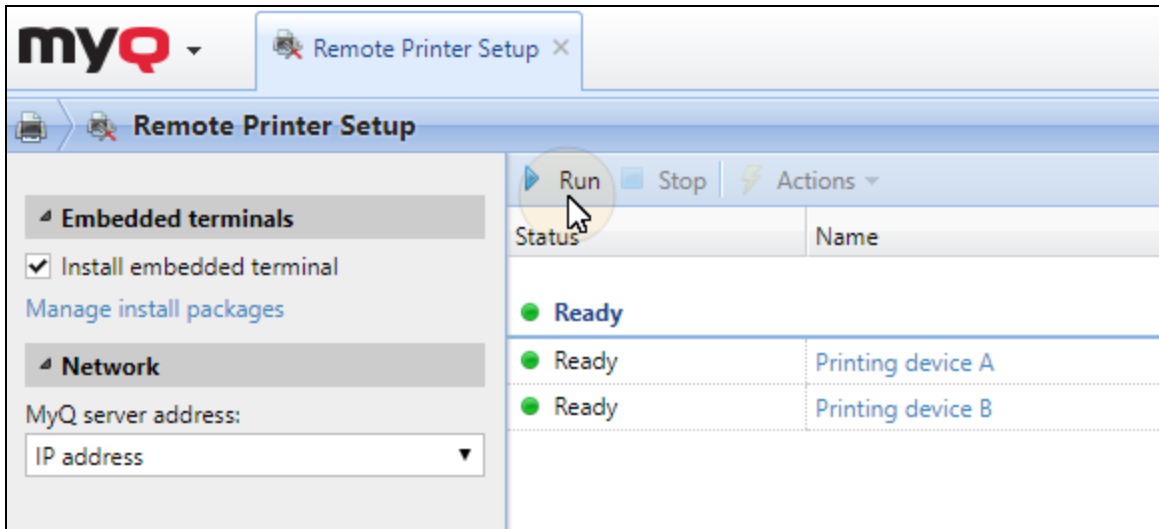 myQ
Remote Printer Setup
Remote Printer Setup
Embedded terminals
Install embedded terminal
Manage install packages
Network
MyQ server address:
IP address
Run Stop Actions
Status Name
Ready
Ready Printing device A
Ready Printing device B